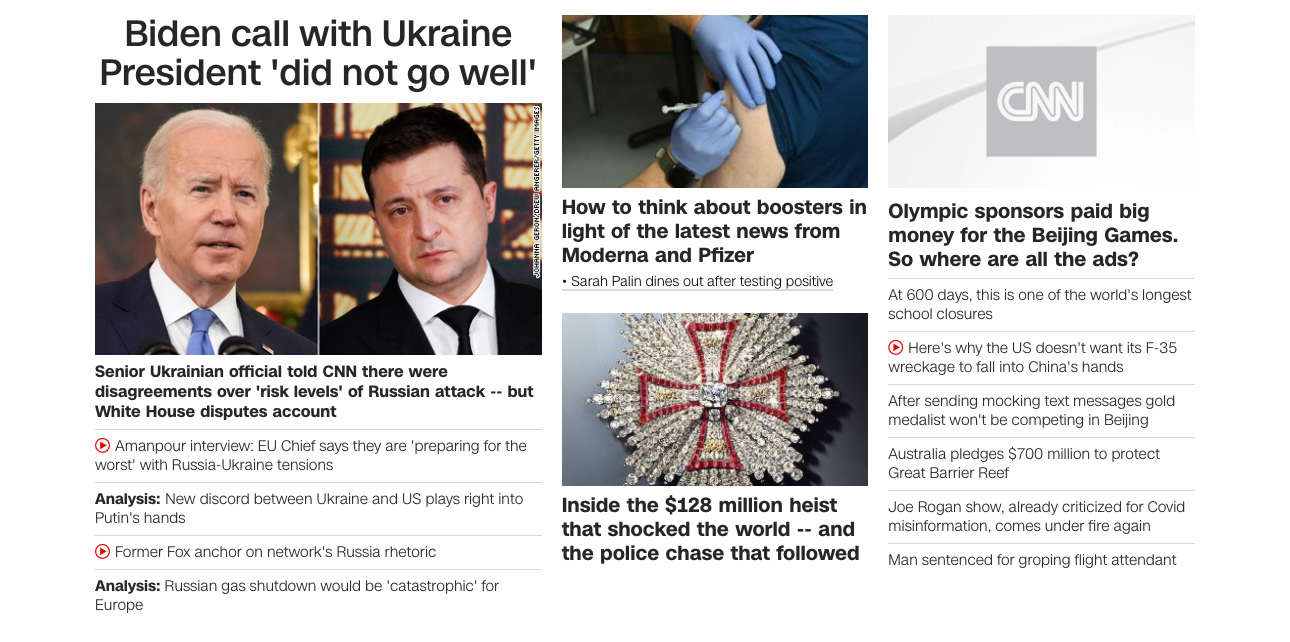 Biden call with Ukraine
President 'did not go well'
JOHANNA GERON/DREW ANGERER/GETTY IMAGES
Senior Ukrainian official told CNN there were
disagreements over 'risk levels' of Russian attack -- but
White House disputes account
Amanpour interview: EU Chief says they are 'preparing for the
worst' with Russia-Ukraine tensions
Analysis: New discord between Ukraine and US plays right into
Putin's hands
Former Fox anchor on network's Russia rhetoric
Analysis: Russian gas shutdown would be 'catastrophic' for
Europe
How to think about boosters in
light of the latest news from
Moderna and Pfizer
• Sarah Palin dines out after testing positive
Inside the $128 million heist
that shocked the world -- and
the police chase that followed
CNN
Olympic sponsors paid big
money for the Beijing Games.
So where are all the ads?
At 600 days, this is one of the world's longest
school closures
Here's why the US doesn't want its F-35
wreckage to fall into China's hands
After sending mocking text messages gold
medalist won't be competing in Beijing
Australia pledges $700 million to protect
Great Barrier Reef
Joe Rogan show, already criticized for Covid
misinformation, comes under fire again
Man sentenced for groping flight attendant